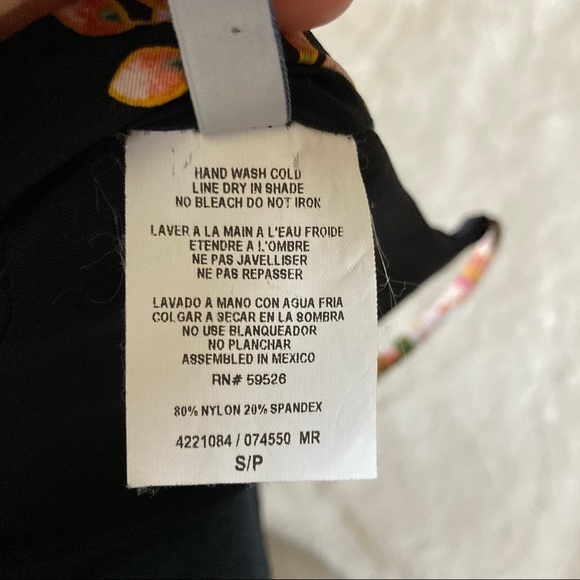 HAND WASH COLD
LINE DRY IN SHADE
NO BLEACH DO NOT IRON
LAVER A LA MAIN A L'EAU FROIDE
ETENDRE A L'OMBRE
NE PAS JAVELLISER
NE PAS REPASSER
LAVADO A MANO CON AGUA FRIA
COLGAR A SECAR EN LA SOMBRA
NO USE BLANQUEADOR
NO PLANCHAR
ASSEMBLED IN MEXICO
RN# 59526
80% NYLON 20% SPANDEX
4221084 / 074550 MR
S/P